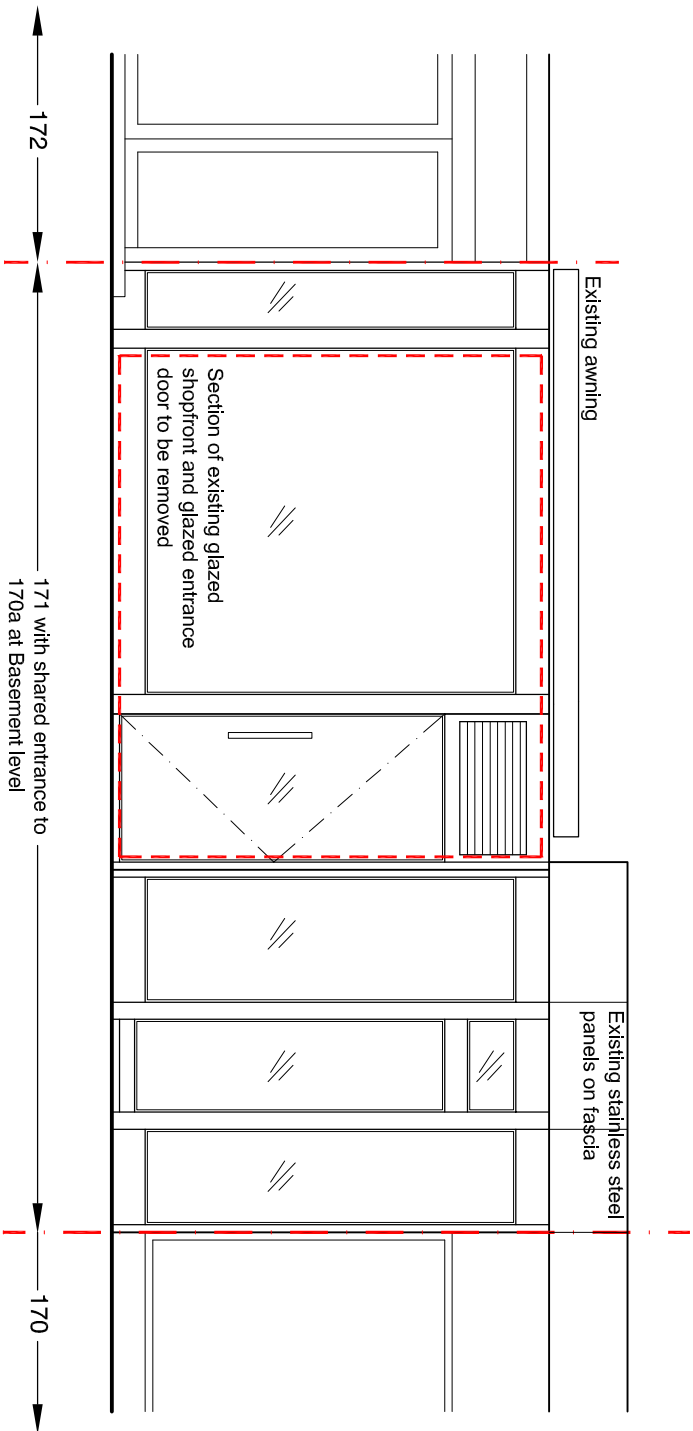 172
Existing awning
Section of existing glazed
shopfront and glazed entrance
door to be removed
171 with shared entrance to
170a at Basement level
Existing stainless steel
panels on fascia
170